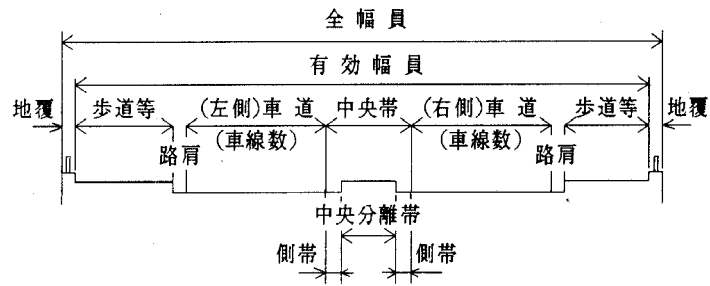 全幅員
有効幅員
地覆 歩道等 (左側)車道 中央帯 (右側)車道 歩道等 地覆
路肩 (車線数) (車線数) 路肩
中央分離帯
側帯 側帯